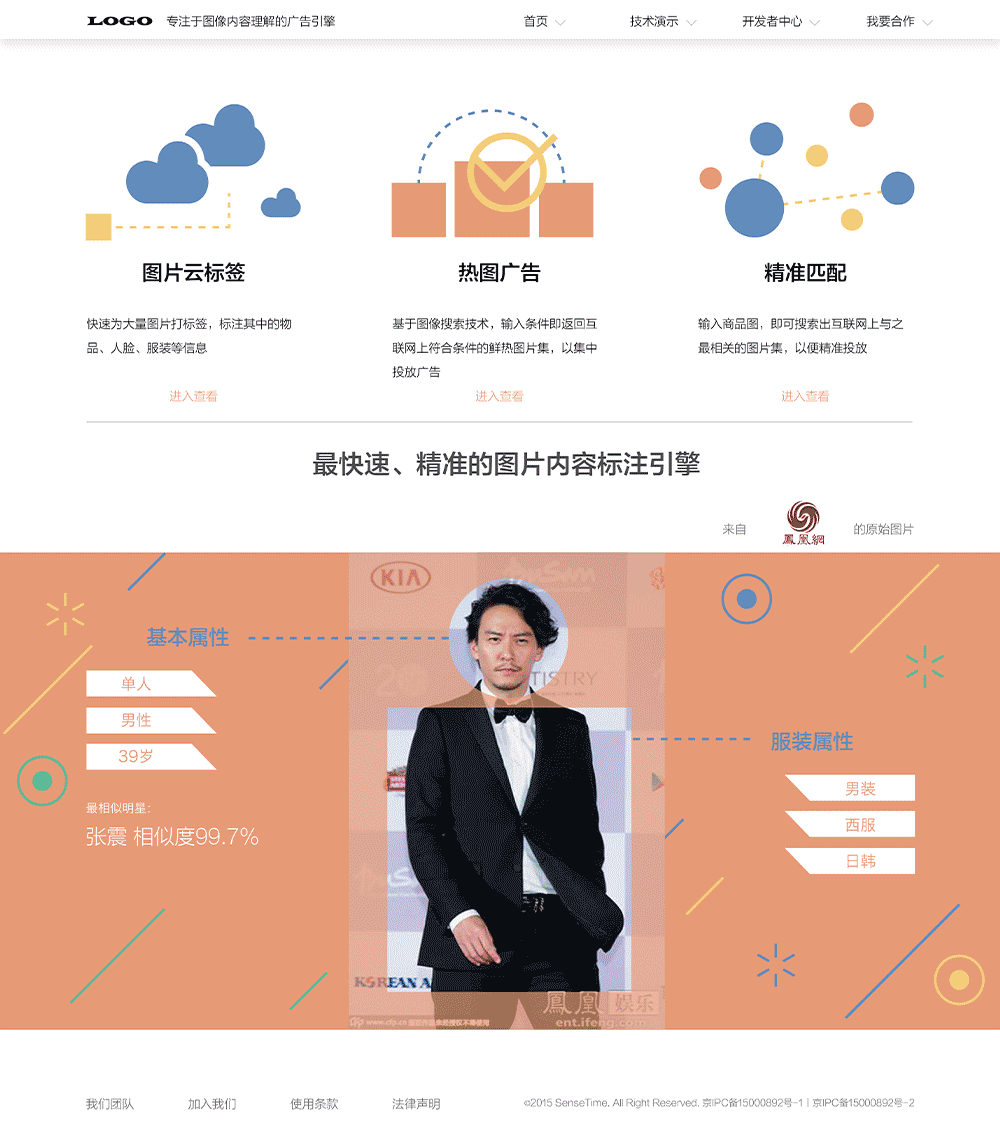 LOGO 专注于图像内容理解的广告引擎 首页 技术演示 开发者中心 我要合作
图片云标签
快速为大量图片打标签，标注其中的物
品、人脸、服装等信息
进入查看
热图广告
基于图像搜索技术，输入条件即返回互
联网上符合条件的鲜热图片集，以集中
投放广告
进入查看
精准匹配
输入商品图，即可搜索出互联网上与之
最相关的图片集，以便精准投放
进入查看
最快速、精准的图片内容标注引擎
来自 鳳凰網 的原始图片
KIA
基本属性
单人
男性
39岁
最相似明星：
张震 相似度99.7%
TISTRY
服装属性
男装
西服
日韩
KOREAN A
鳳凰 娱乐
ent.ifeng.com
www.cfp.cn
我们团队 加入我们 使用条款 法律声明 ©2015 SenseTime. All Right Reserved. 京IPC备15000892号-1 | 京IPC备15000892号-2